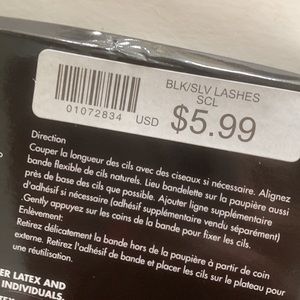 BLK/SLV LASHES
SCL
01072834
USD $5.99
Direction
Couper la longueur des cils avec des ciseaux si nécessaire. Alignez
bande flexible de cils naturels. Lieu bandelette sur la paupière aussi
près de base des cils que possible. Ajouter ligne supplémentaire
d'adhésif si nécessaire (adhésif supplémentaire vendu séparément)
.Gently appuyez sur les coins de la bande pour fixer les cils.
Enlèvement:
Retirez délicatement la bande hors de la paupière à partir de coin
externe. Retirez l'adhésif de bande et placer les cils sur le plateau pour
une réutilisation.
ER LATEX AND
INDIVIDUALS.